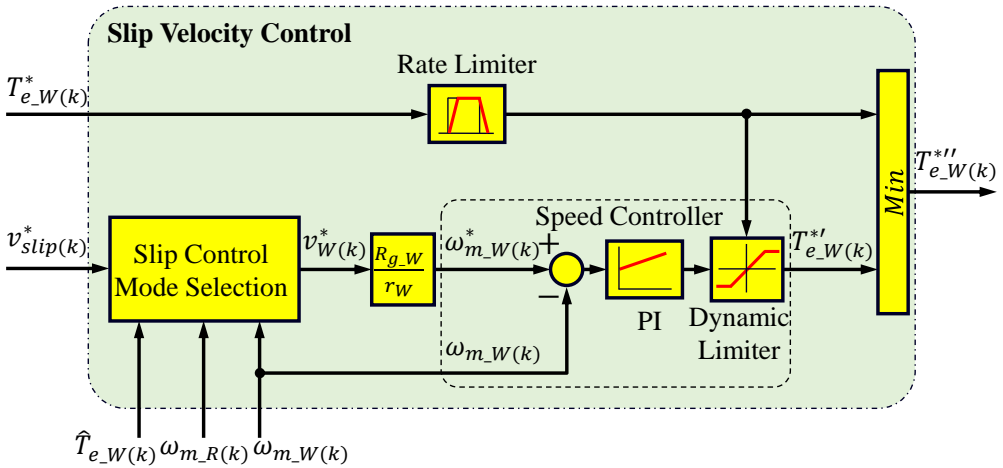 Slip Velocity Control
Rate Limiter
T*e_W(k)
T*''e_W(k)
Min
Speed Controller
v*slip(k)
Slip Control
Mode Selection
v*W(k)
Rg_W
rW
ω*m_W(k)
+
−
T*'e_W(k)
PI
Dynamic
Limiter
ωm_W(k)
T̂e_W(k) ωm_R(k) ωm_W(k)